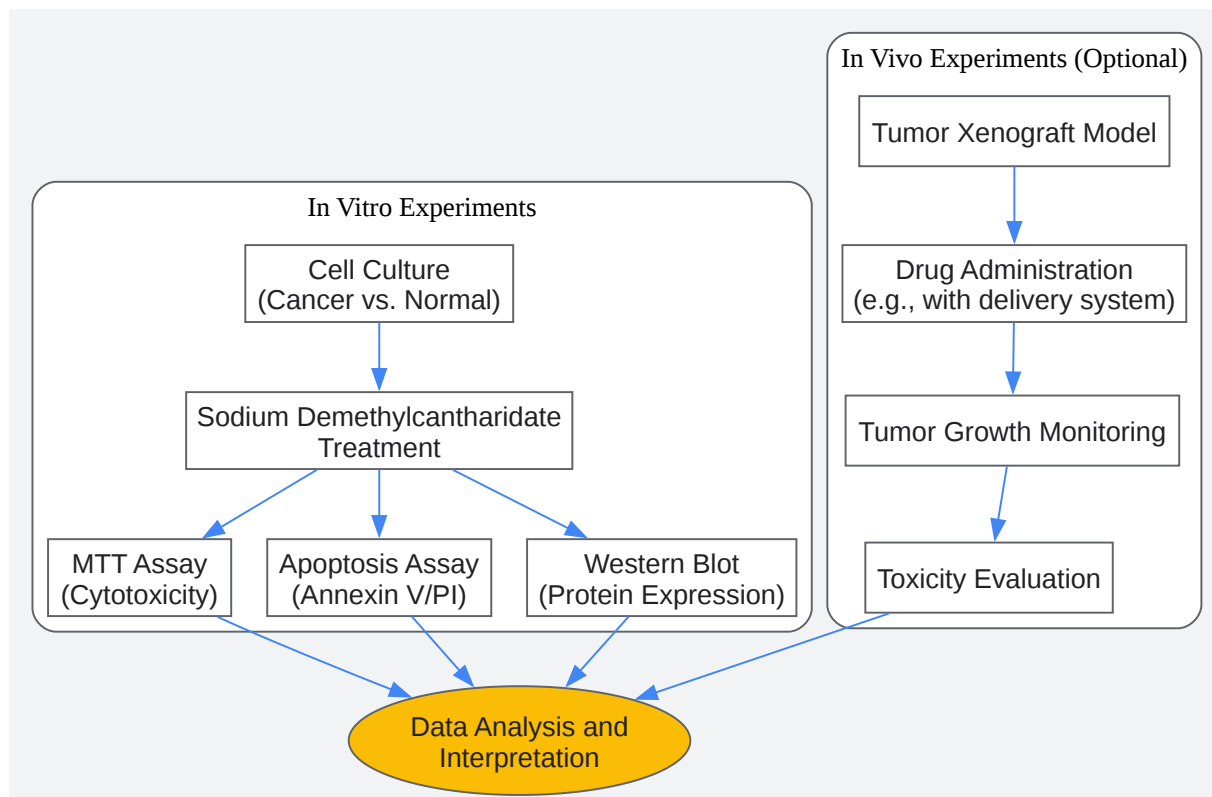 In Vivo Experiments (Optional)
Tumor Xenograft Model
Drug Administration
(e.g., with delivery system)
Tumor Growth Monitoring
Toxicity Evaluation
In Vitro Experiments
Cell Culture
(Cancer vs. Normal)
Sodium Demethylcantharidate
Treatment
MTT Assay
(Cytotoxicity)
Apoptosis Assay
(Annexin V/PI)
Western Blot
(Protein Expression)
Data Analysis and
Interpretation